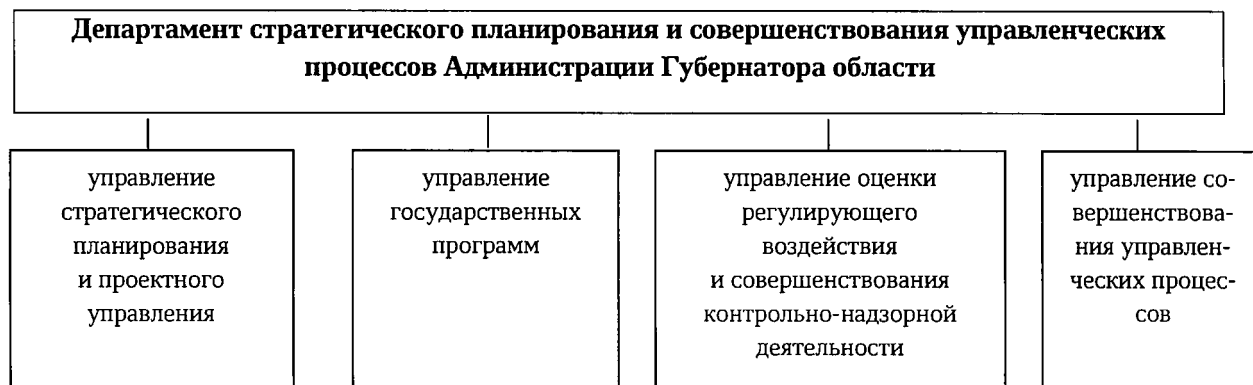 Департамент стратегического планирования и совершенствования управленческих
процессов Администрации Губернатора области
управление
стратегического
планирования
и проектного
управления
управление
государственных
программ
управление оценки
регулирующего
воздействия
и совершенствования
контрольно-надзорной
деятельности
управление со-
вершенствова-
ния управлен-
ческих процес-
сов